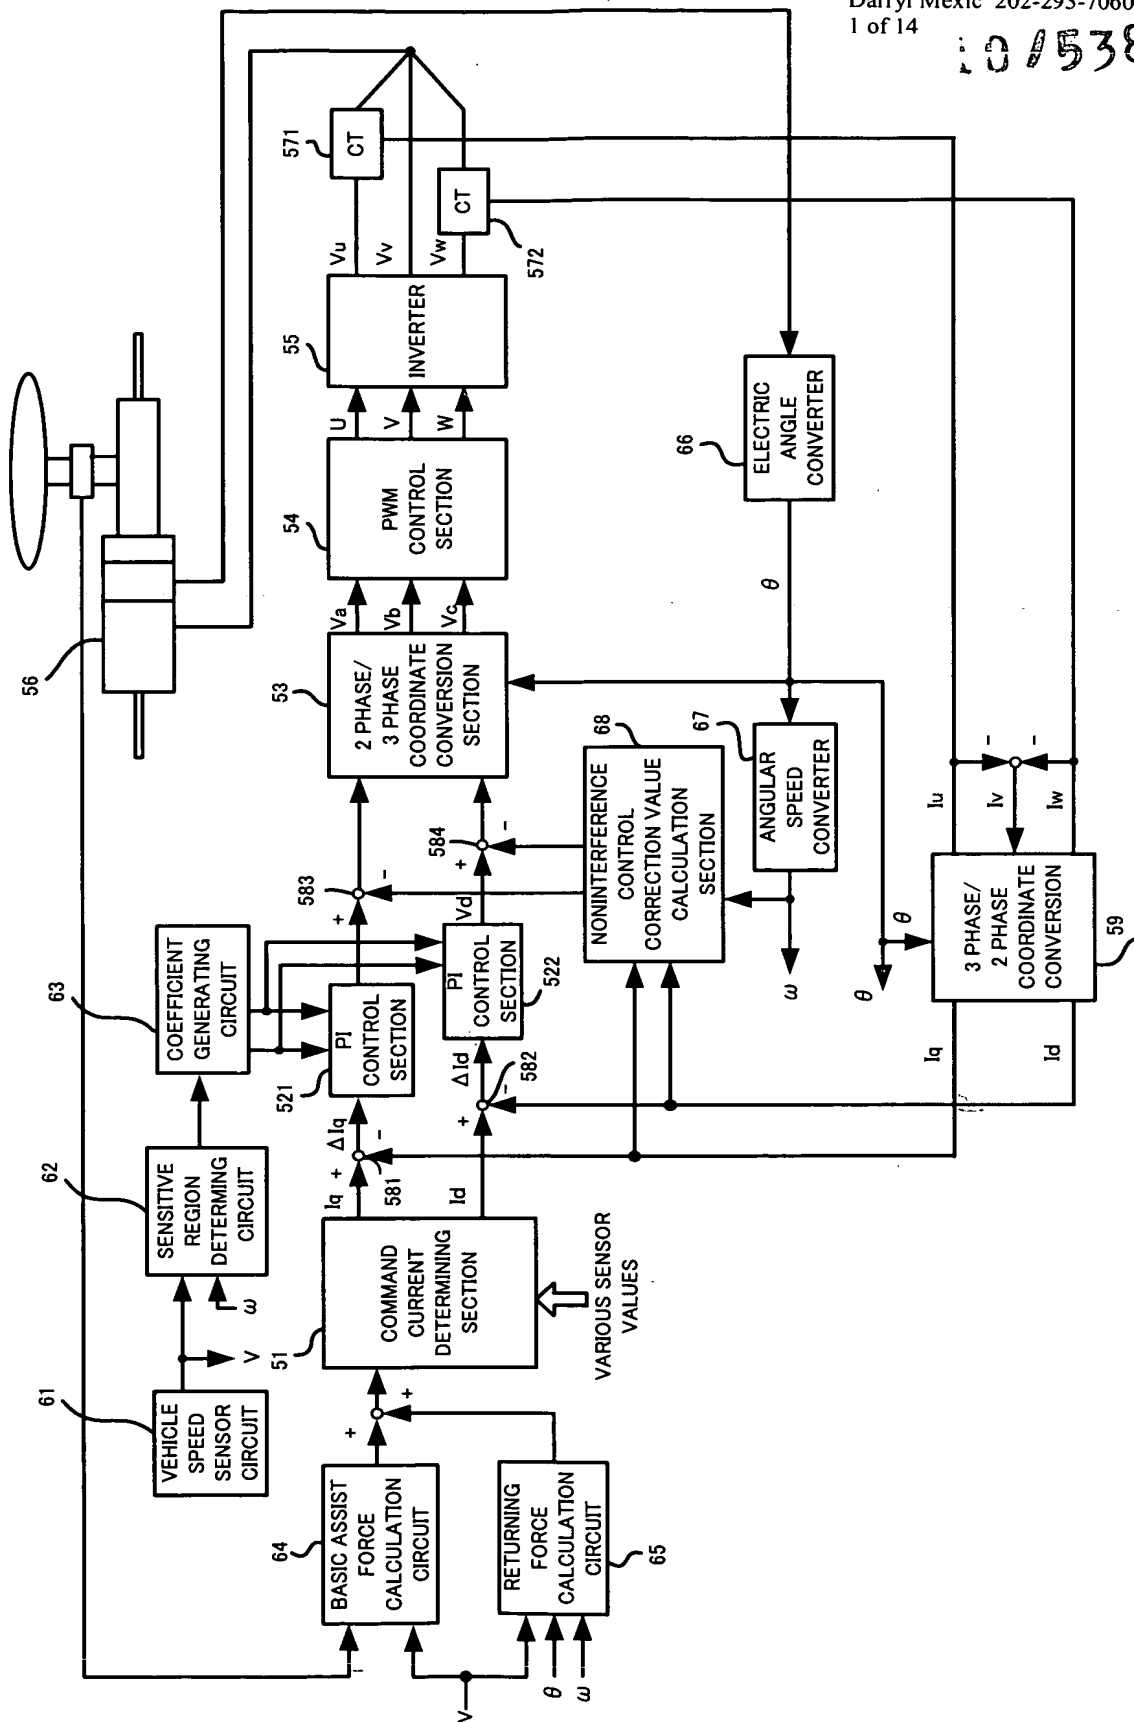 Darryl Mexic 202-293-7060
1 of 14
10/538
56
571
CT
CT
572
Vu
Vv
Vw
55
INVERTER
U
V
W
54
PWM
CONTROL
SECTION
Va
Vb
Vc
53
2 PHASE/
3 PHASE
COORDINATE
CONVERSION
SECTION
66
ELECTRIC
ANGLE
CONVERTER
θ
67
ANGULAR
SPEED
CONVERTER
ω
θ
68
NONINTERFERENCE
CONTROL
CORRECTION VALUE
CALCULATION
SECTION
583
+
-
584
+
-
Vd
63
COEFFICIENT
GENERATING
CIRCUIT
521
PI
CONTROL
SECTION
PI
CONTROL
SECTION
522
ΔIq
ΔId
581
+
-
582
+
-
Iq
Id
62
SENSITIVE
REGION
DETERMING
CIRCUIT
ω
61
VEHICLE
SPEED
SENSOR
CIRCUIT
V
51
COMMAND
CURRENT
DETERMINING
SECTION
VARIOUS SENSOR
VALUES
+
+
64
BASIC ASSIST
FORCE
CALCULATION
CIRCUIT
65
RETURNING
FORCE
CALCULATION
CIRCUIT
V
θ
ω
Iu
Iv
Iw
-
-
θ
3 PHASE/
2 PHASE
COORDINATE
CONVERSION
59
Iq
Id